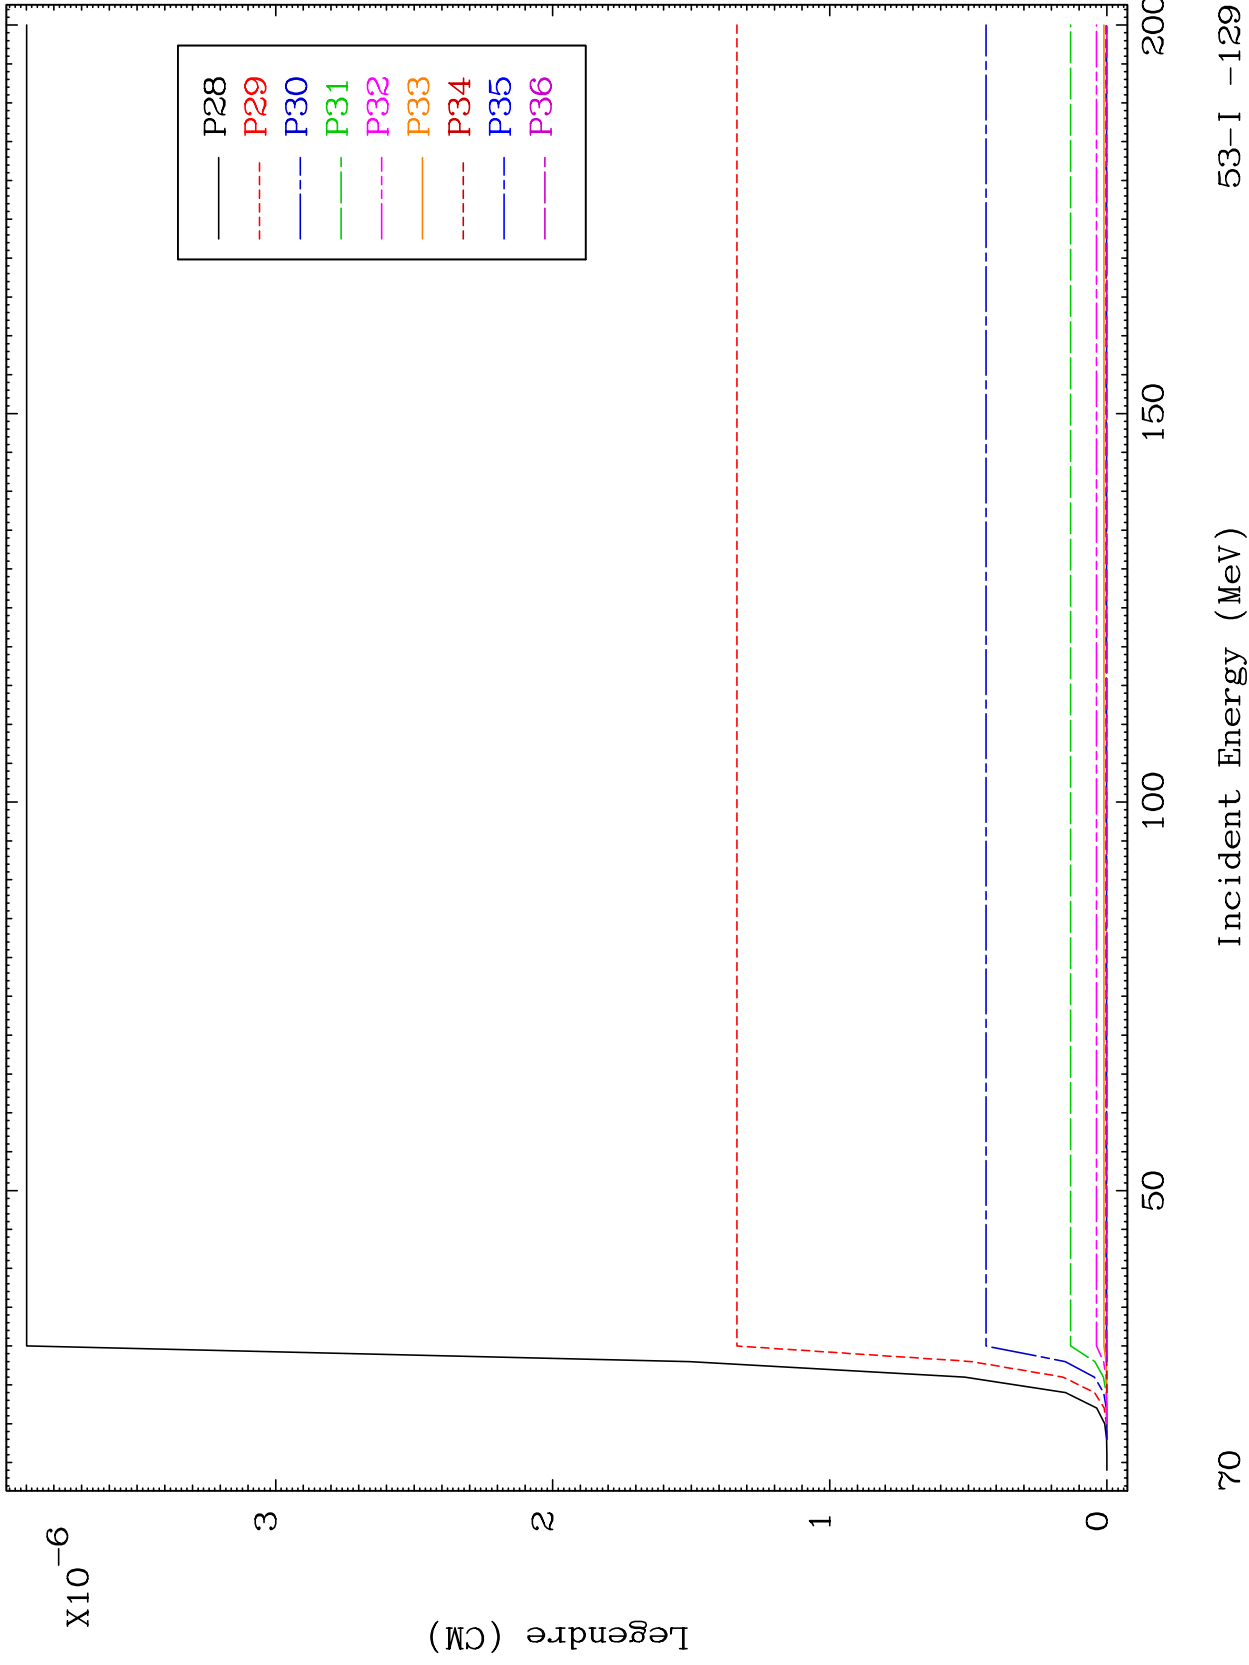 X10
-6
Legendre (CM)
3
2
1
0
P28
P29
P30
P31
P32
P33
P34
P35
P36
50
100
150
200
Incident Energy (MeV)
70
53-I -129